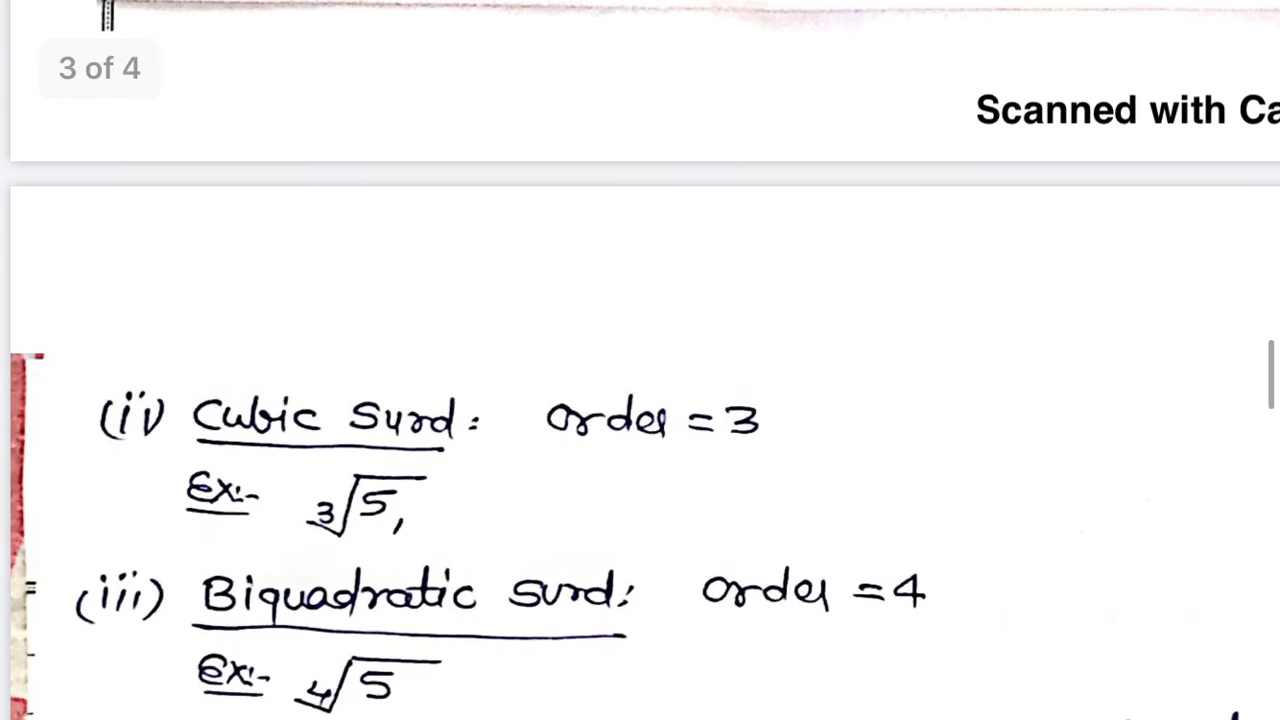 3 of 4
Scanned with Ca
(ii) Cubic Surd: order = 3
Ex:- ∛5,
(iii) Biquadratic surd: order = 4
Ex:- ∜5